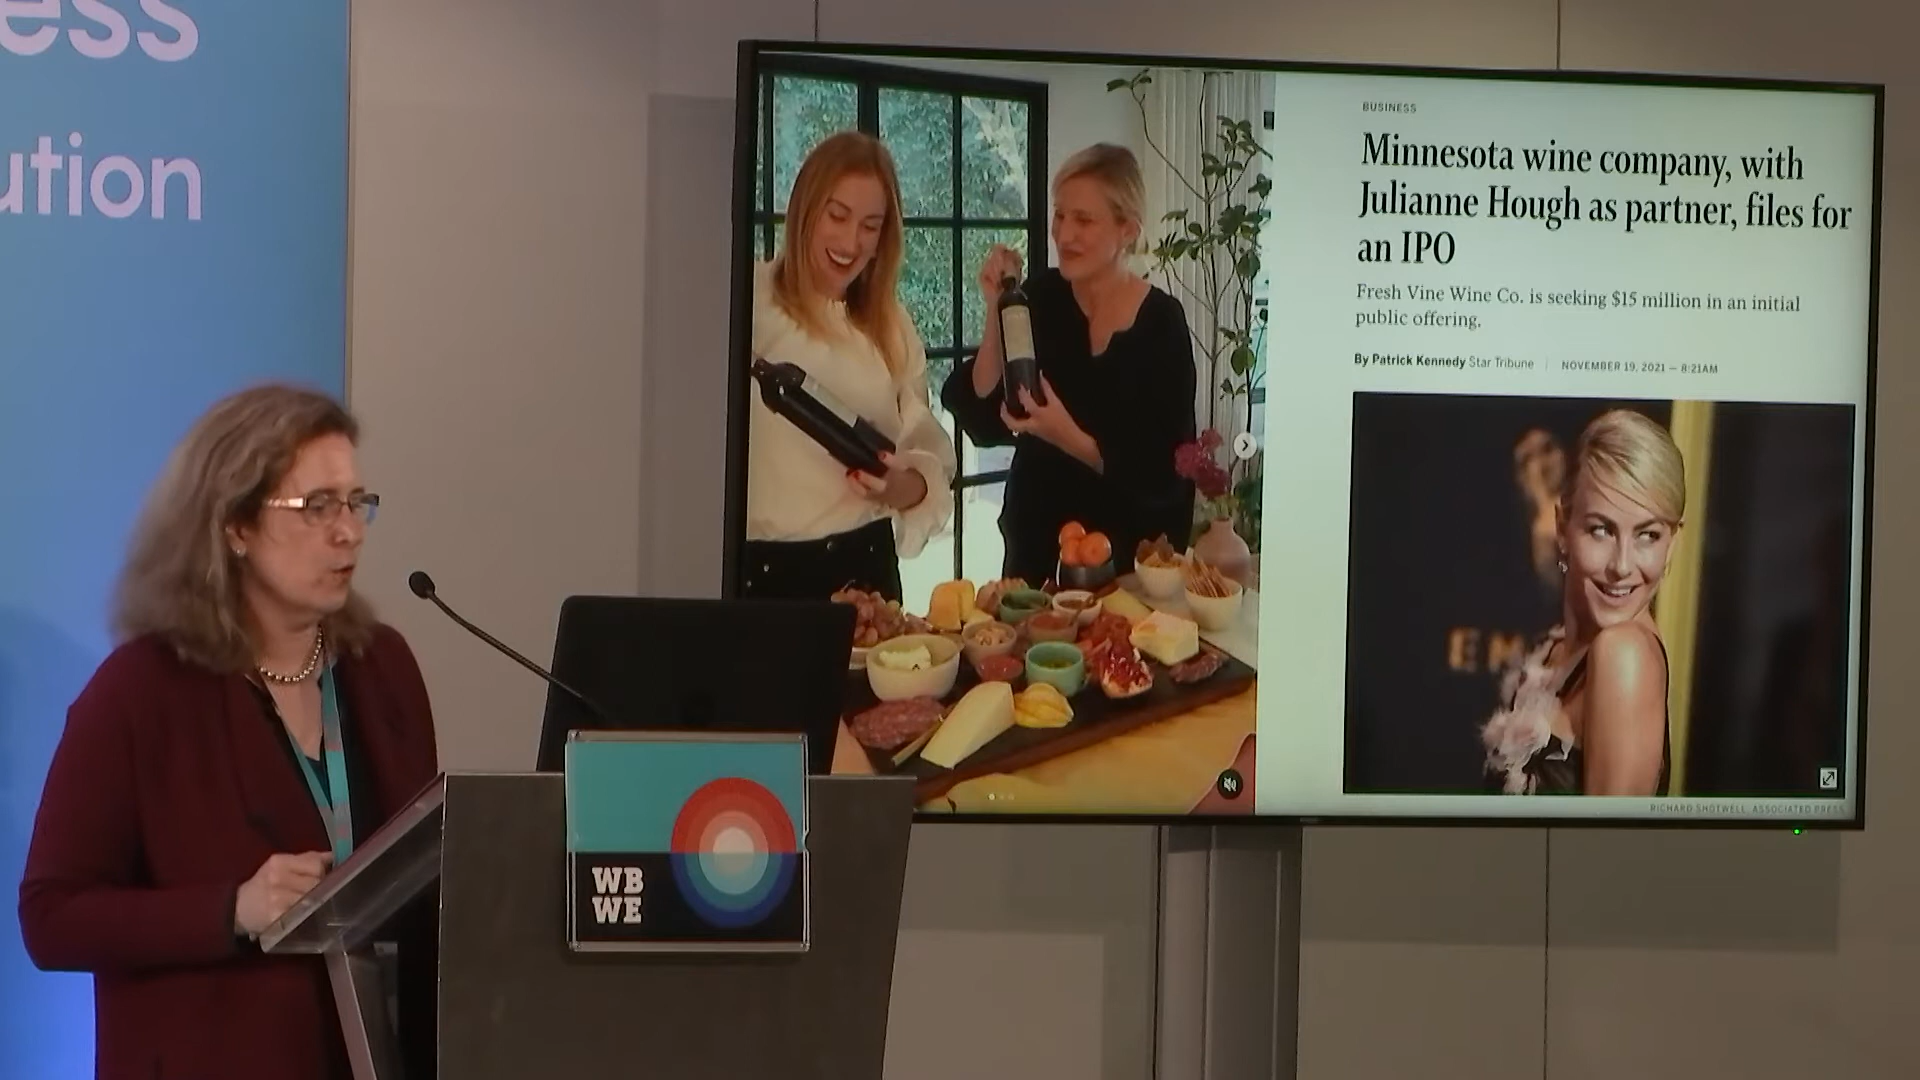 ess
ution
BUSINESS
Minnesota wine company, with
Julianne Hough as partner, files for
an IPO
Fresh Vine Wine Co. is seeking $15 million in an initial
public offering.
By Patrick Kennedy Star Tribune | NOVEMBER 19, 2021 — 8:21AM
EM
RICHARD SHOTWELL, ASSOCIATED PRESS
WB
WE